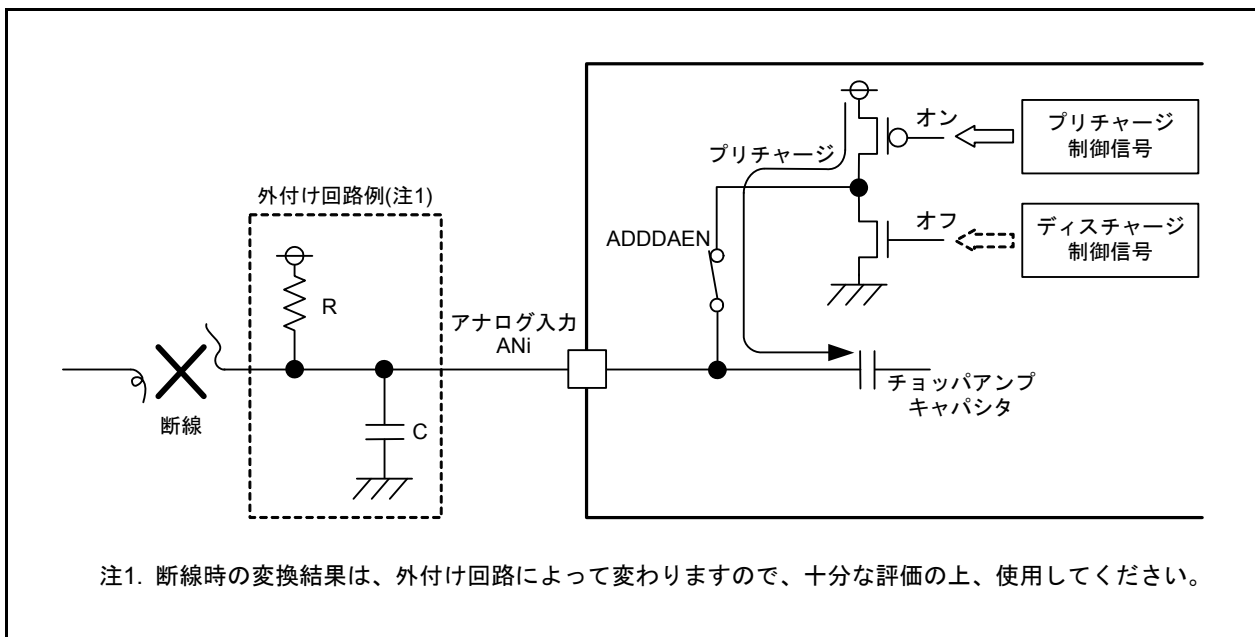 オン
プリチャージ
制御信号
プリチャージ
外付け回路例(注1)
オフ
ディスチャージ
制御信号
ADDDAEN
R
アナログ入力
ANi
チョッパアンプ
キャパシタ
断線
C
注1. 断線時の変換結果は、外付け回路によって変わりますので、十分な評価の上、使用してください。